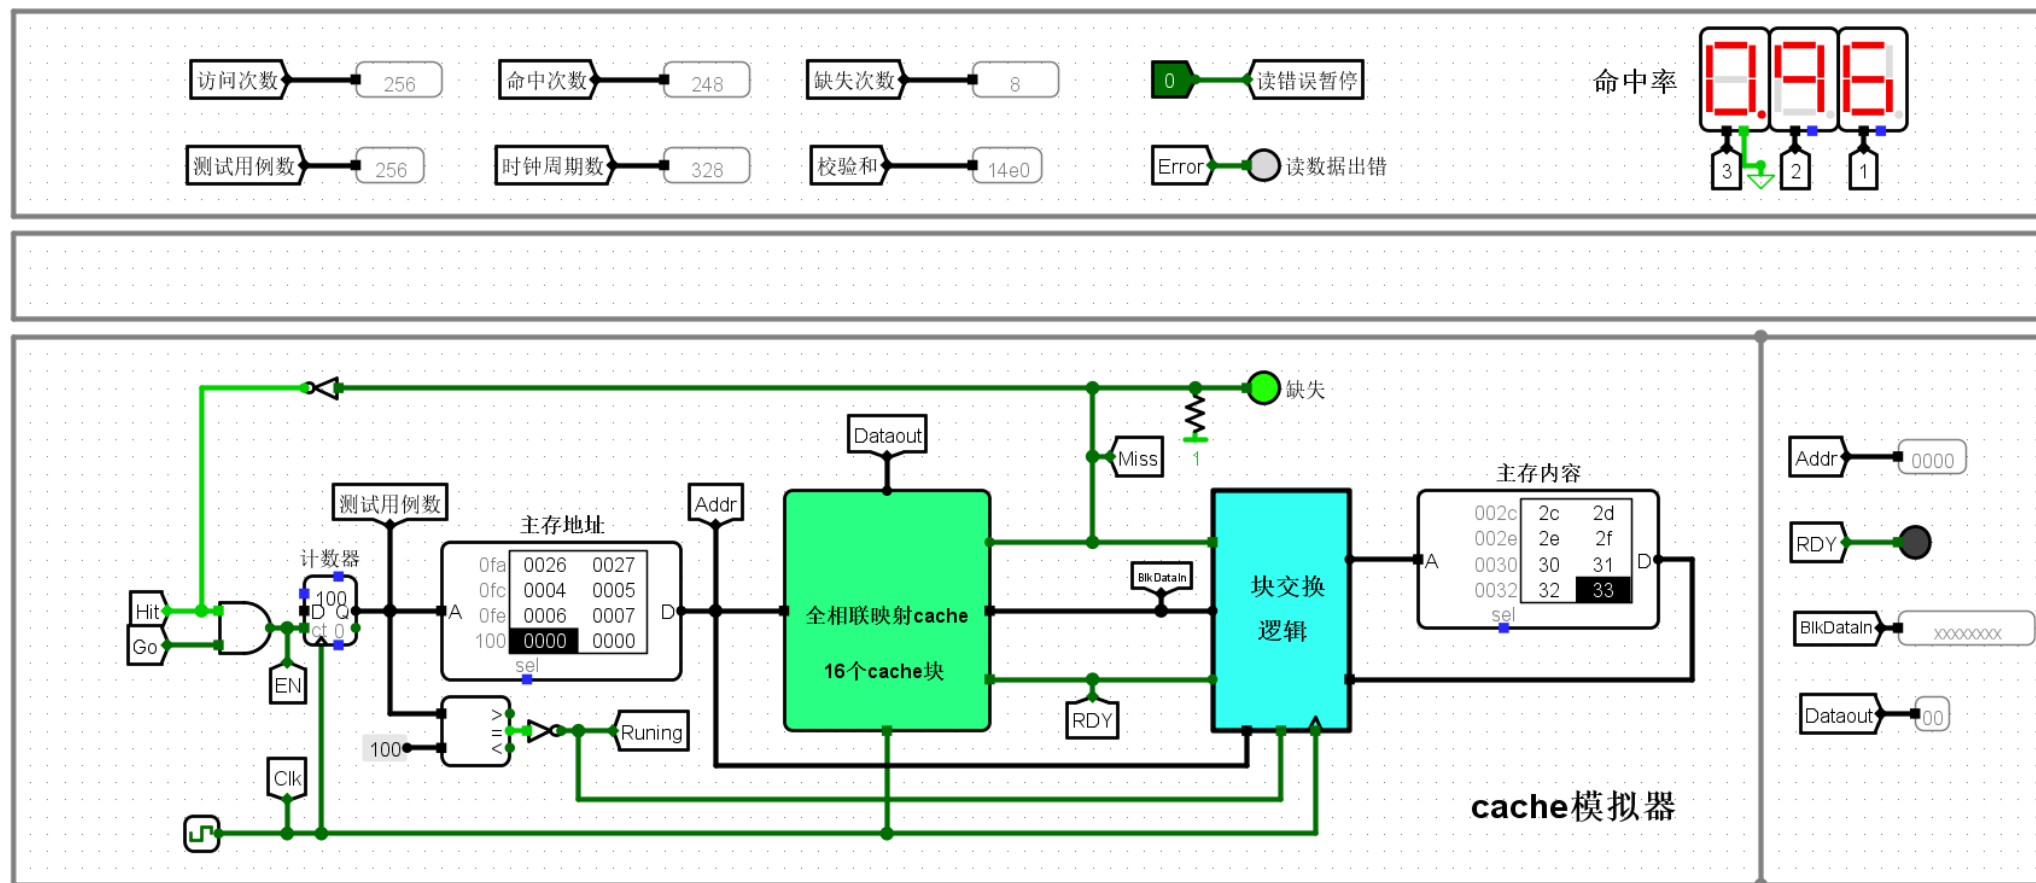 访问次数 256
命中次数 248
缺失次数 8
0 读错误暂停
命中率 0.96
测试用例数 256
时钟周期数 328
校验和 14e0
Error 读数据出错
3 2 1
缺失
Dataout
Miss
1
测试用例数
主存地址
Addr
主存内容
计数器
0fa 0026 0027
0fc 0004 0005
0fe 0006 0007
100 0000 0000
A D
sel
002c 2c 2d
002e 2e 2f
0030 30 31
0032 32 33
A D
sel
Hit
Go
100
D Q
ct 0
EN
BlkDataIn
全相联映射cache
16个cache块
块交换
逻辑
RDY
>
=
<
100
Runing
Clk
cache模拟器
Addr 0000
RDY
BlkDataIn xxxxxxxx
Dataout 00